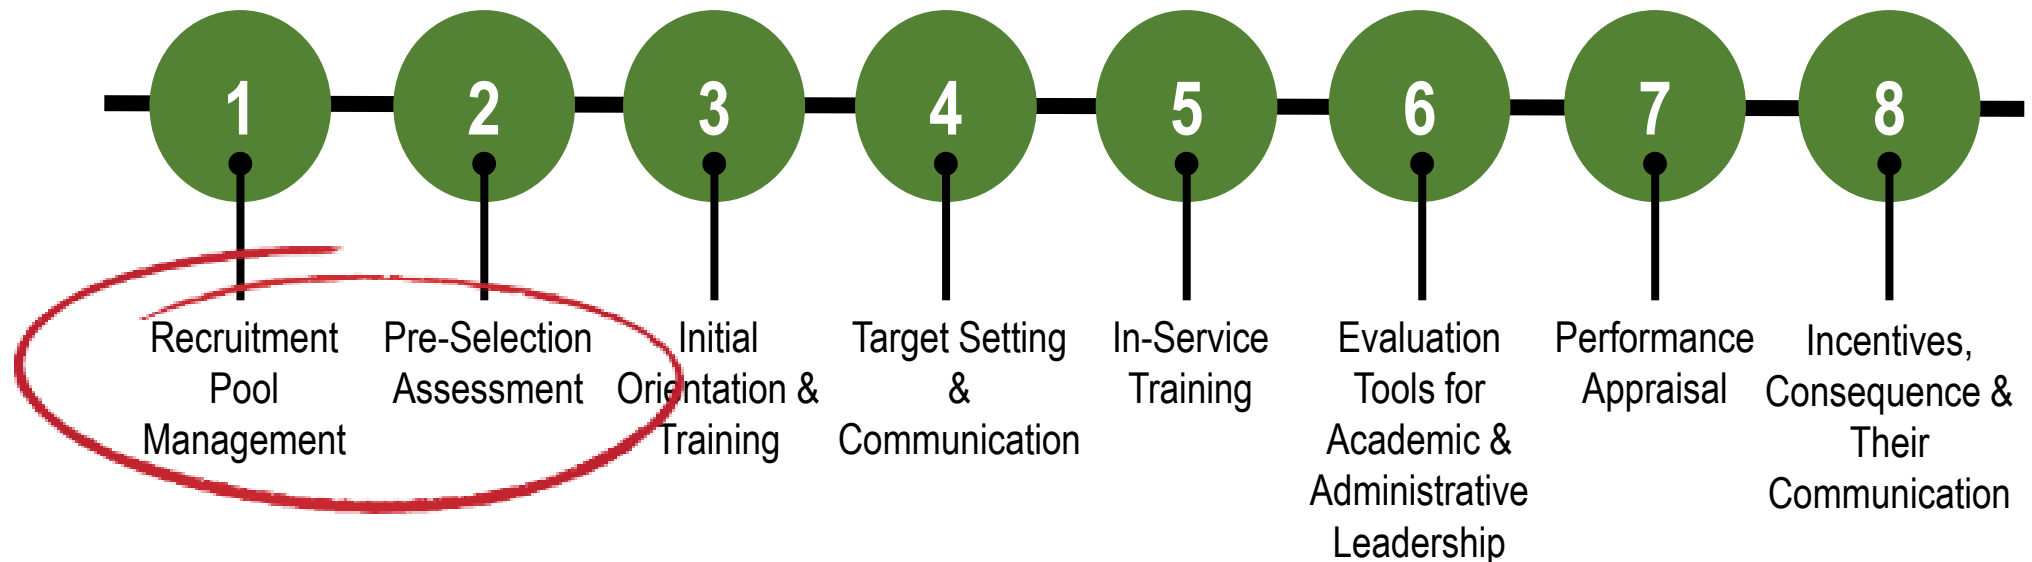 1
2
3
4
5
6
7
8
Recruitment
Pool
Management
Pre-Selection
Assessment
Initial
Orientation &
Training
Target Setting
&
Communication
In-Service
Training
Evaluation
Tools for
Academic &
Administrative
Leadership
Performance
Appraisal
Incentives,
Consequence &
Their
Communication